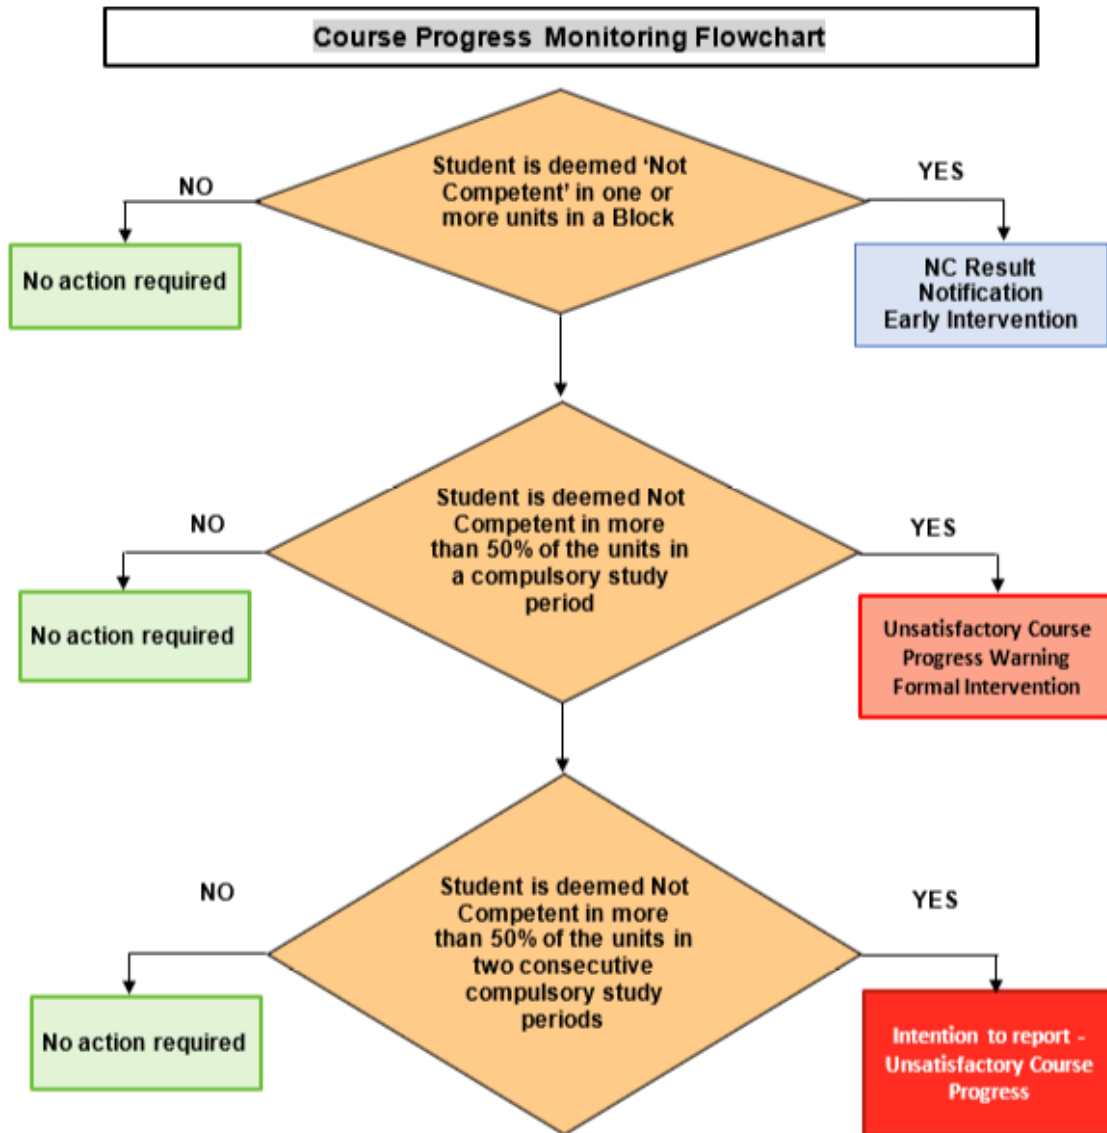 Course Progress Monitoring Flowchart
Student is deemed ‘Not
Competent’ in one or
more units in a Block
NO
YES
No action required
NC Result
Notification
Early Intervention
Student is deemed Not
Competent in more
than 50% of the units in
a compulsory study
period
NO
YES
No action required
Unsatisfactory Course
Progress Warning
Formal Intervention
Student is deemed Not
Competent in more
than 50% of the units in
two consecutive
compulsory study
periods
NO
YES
No action required
Intention to report -
Unsatisfactory Course
Progress